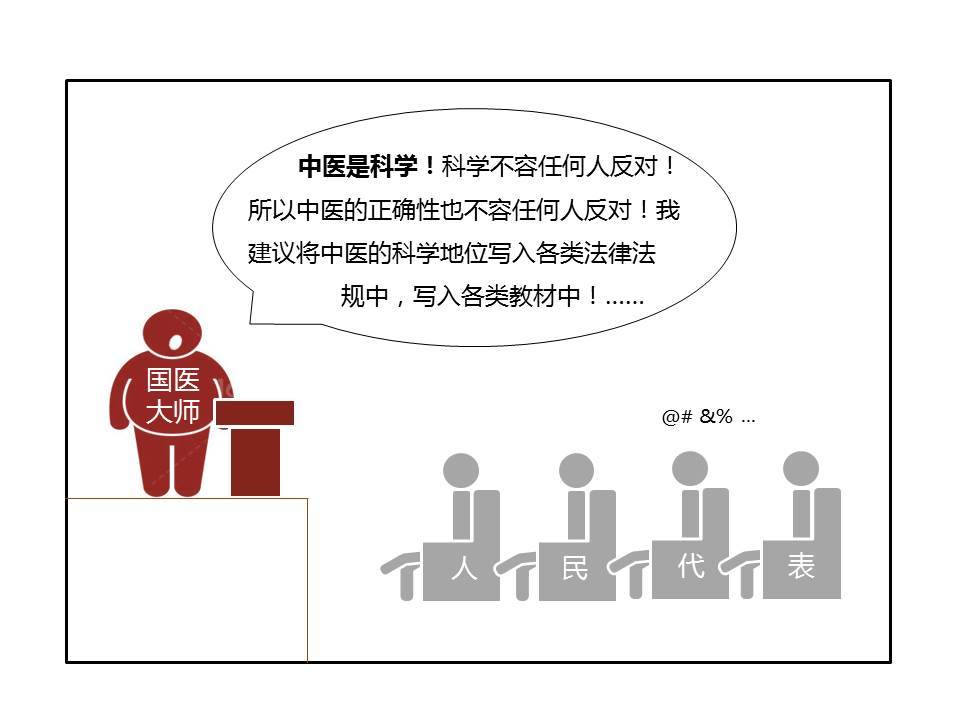 中医是科学！科学不容任何人反对！
所以中医的正确性也不容任何人反对！我
建议将中医的科学地位写入各类法律法
规中，写入各类教材中！......
国医
大师
@# &% ...
人 民 代 表